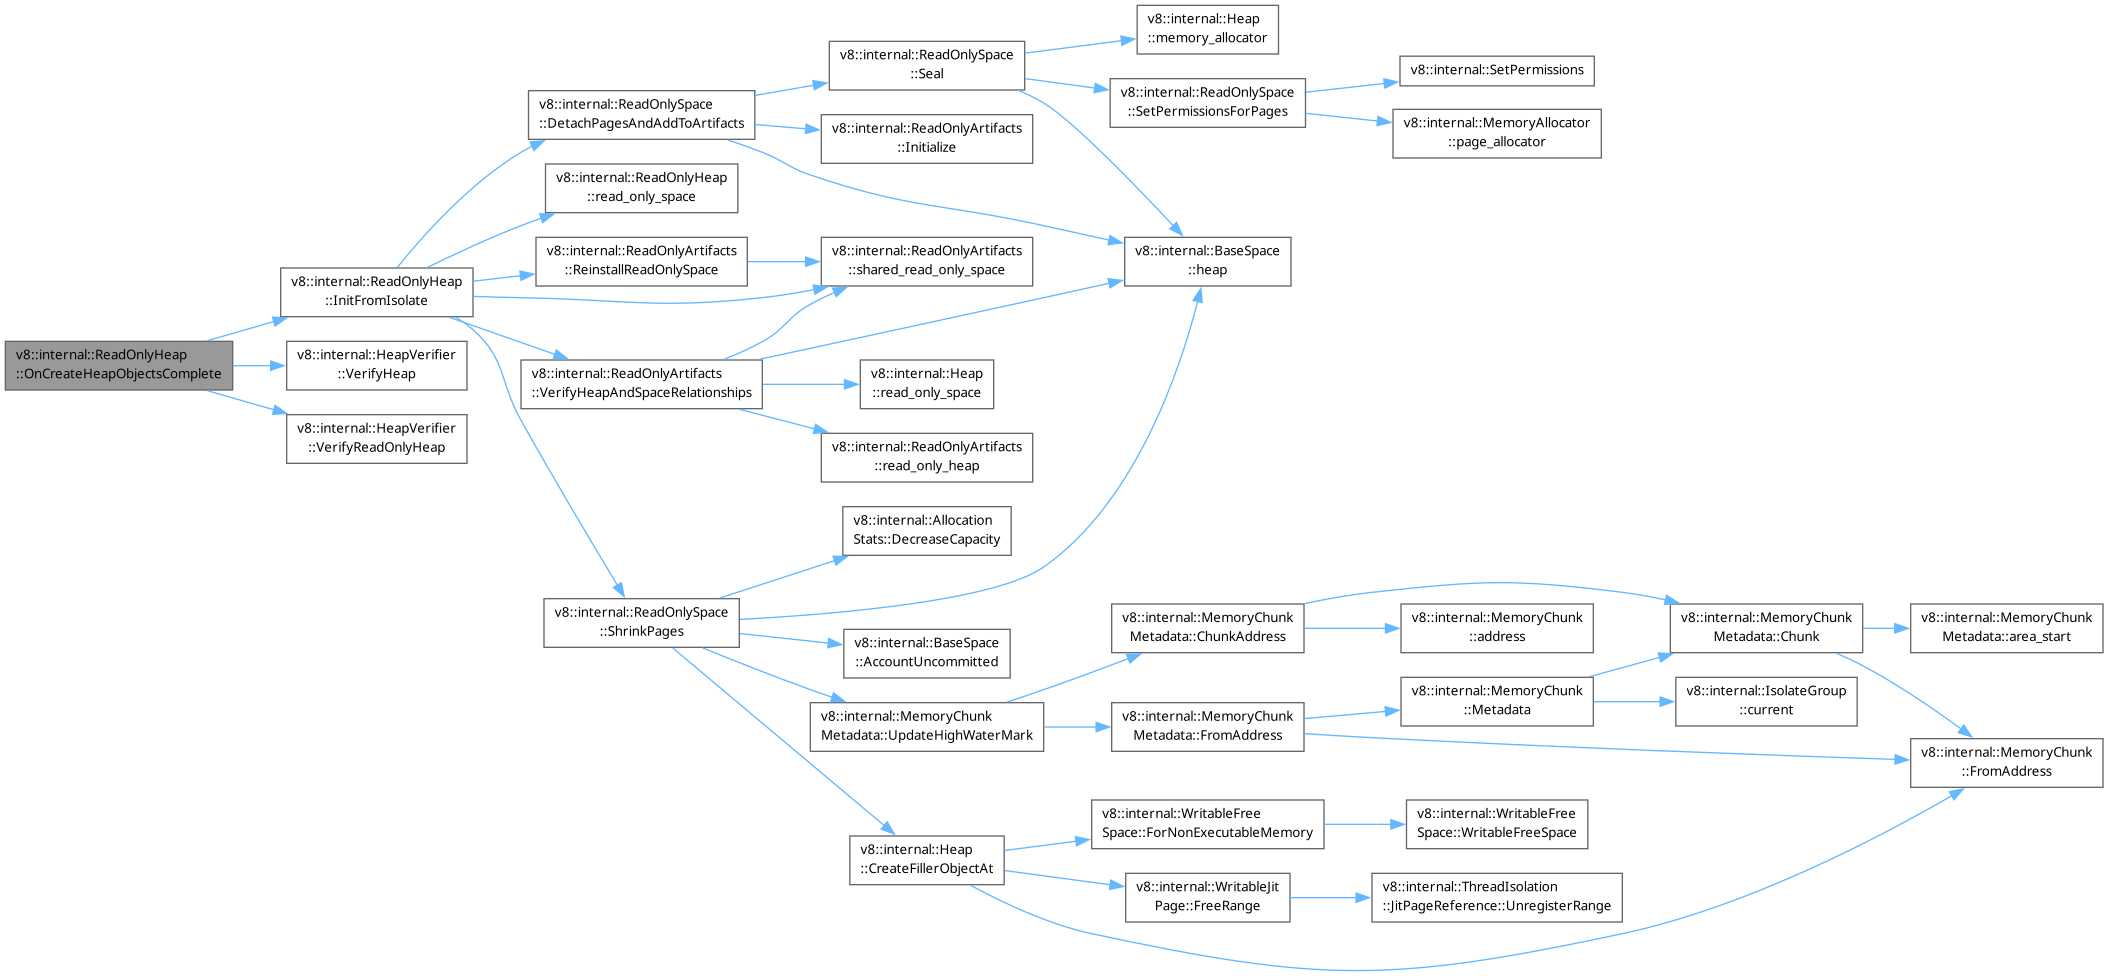 v8::internal::ReadOnlyHeap
::OnCreateHeapObjectsComplete
v8::internal::ReadOnlyHeap
::InitFromIsolate
v8::internal::HeapVerifier
::VerifyHeap
v8::internal::HeapVerifier
::VerifyReadOnlyHeap
v8::internal::ReadOnlySpace
::DetachPagesAndAddToArtifacts
v8::internal::ReadOnlyHeap
::read_only_space
v8::internal::ReadOnlyArtifacts
::ReinstallReadOnlySpace
v8::internal::ReadOnlyArtifacts
::VerifyHeapAndSpaceRelationships
v8::internal::ReadOnlySpace
::ShrinkPages
v8::internal::ReadOnlySpace
::Seal
v8::internal::ReadOnlyArtifacts
::Initialize
v8::internal::ReadOnlyArtifacts
::shared_read_only_space
v8::internal::Heap
::read_only_space
v8::internal::ReadOnlyArtifacts
::read_only_heap
v8::internal::Allocation
Stats::DecreaseCapacity
v8::internal::BaseSpace
::AccountUncommitted
v8::internal::MemoryChunk
Metadata::UpdateHighWaterMark
v8::internal::Heap
::CreateFillerObjectAt
v8::internal::Heap
::memory_allocator
v8::internal::ReadOnlySpace
::SetPermissionsForPages
v8::internal::BaseSpace
::heap
v8::internal::MemoryChunk
Metadata::ChunkAddress
v8::internal::MemoryChunk
Metadata::FromAddress
v8::internal::WritableFree
Space::ForNonExecutableMemory
v8::internal::WritableJit
Page::FreeRange
v8::internal::SetPermissions
v8::internal::MemoryAllocator
::page_allocator
v8::internal::MemoryChunk
::address
v8::internal::MemoryChunk
::Metadata
v8::internal::WritableFree
Space::WritableFreeSpace
v8::internal::ThreadIsolation
::JitPageReference::UnregisterRange
v8::internal::MemoryChunk
Metadata::Chunk
v8::internal::IsolateGroup
::current
v8::internal::MemoryChunk
Metadata::area_start
v8::internal::MemoryChunk
::FromAddress